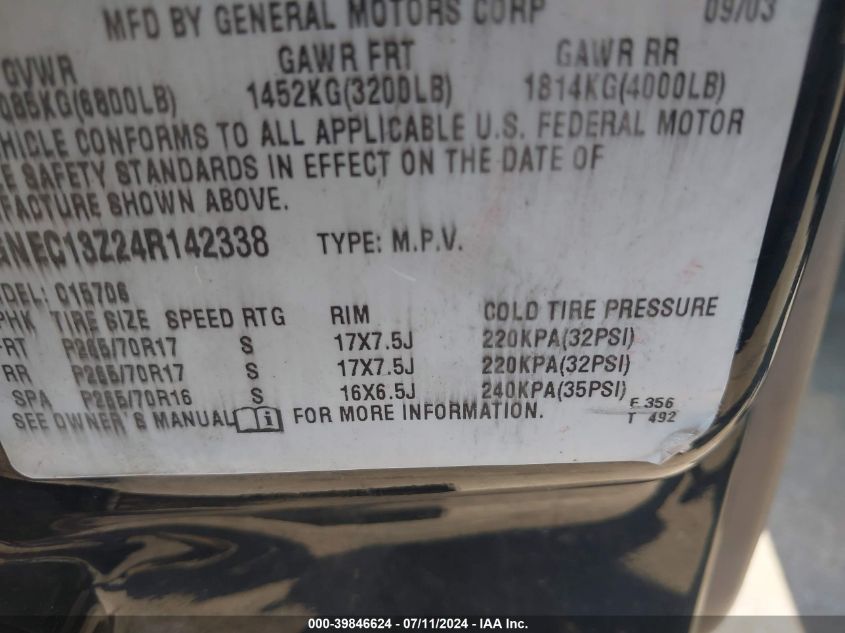 MFD BY GENERAL MOTORS CORP 09/03
GVWR GAWR FRT GAWR RR
085KG(6800LB) 1452KG(3200LB) 1814KG(4000LB)
HICLE CONFORMS TO ALL APPLICABLE U.S. FEDERAL MOTOR
E SAFETY STANDARDS IN EFFECT ON THE DATE OF
FACTURE SHOWN ABOVE.
GNEC13Z24R142338 TYPE: M.P.V.
DEL: C15706
PHK TIRE SIZE SPEED RTG RIM COLD TIRE PRESSURE
FRT P265/70R17 S 17X7.5J 220KPA(32PSI)
RR P265/70R17 S 17X7.5J 220KPA(32PSI)
SPA P265/70R16 S 16X6.5J 240KPA(35PSI)
SEE OWNER'S MANUAL FOR MORE INFORMATION.
F 356
T 492
000-39846624 / 07/11/2024 - IAA Inc.